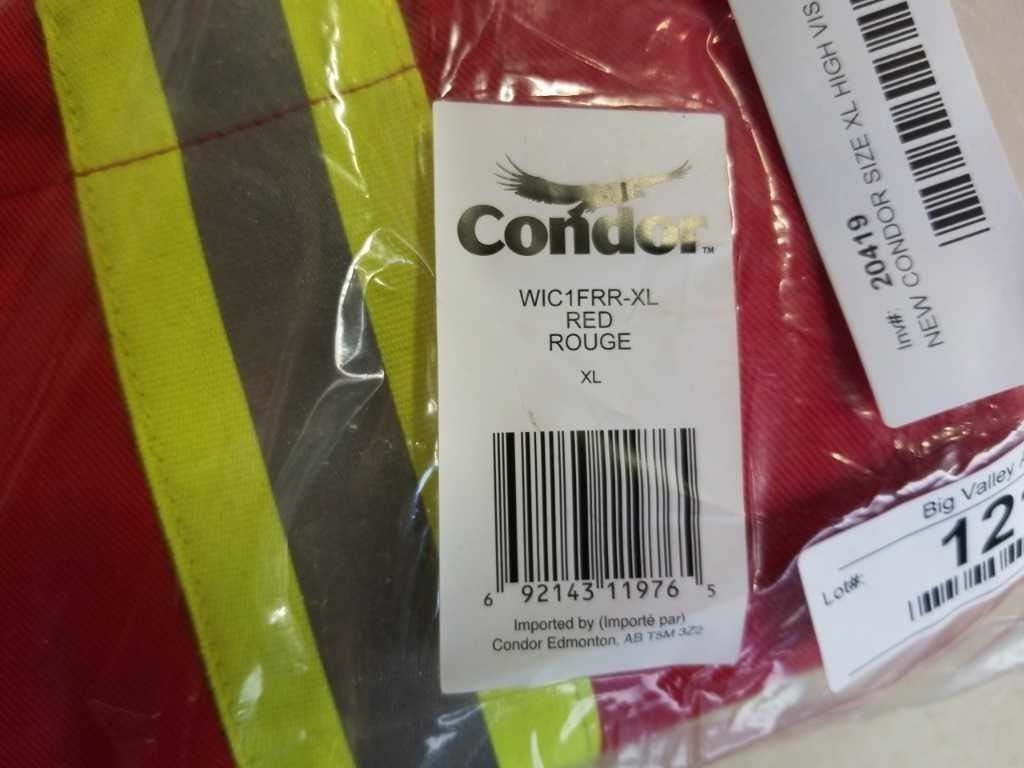 Condor™
WIC1FRR-XL
RED
ROUGE
XL
6 92143 11976 5
Imported by (Importé par)
Condor Edmonton, AB T5M 3Z2
Inv#: 20419
NEW CONDOR SIZE XL HIGH VIS
Big Valley
Lot#: